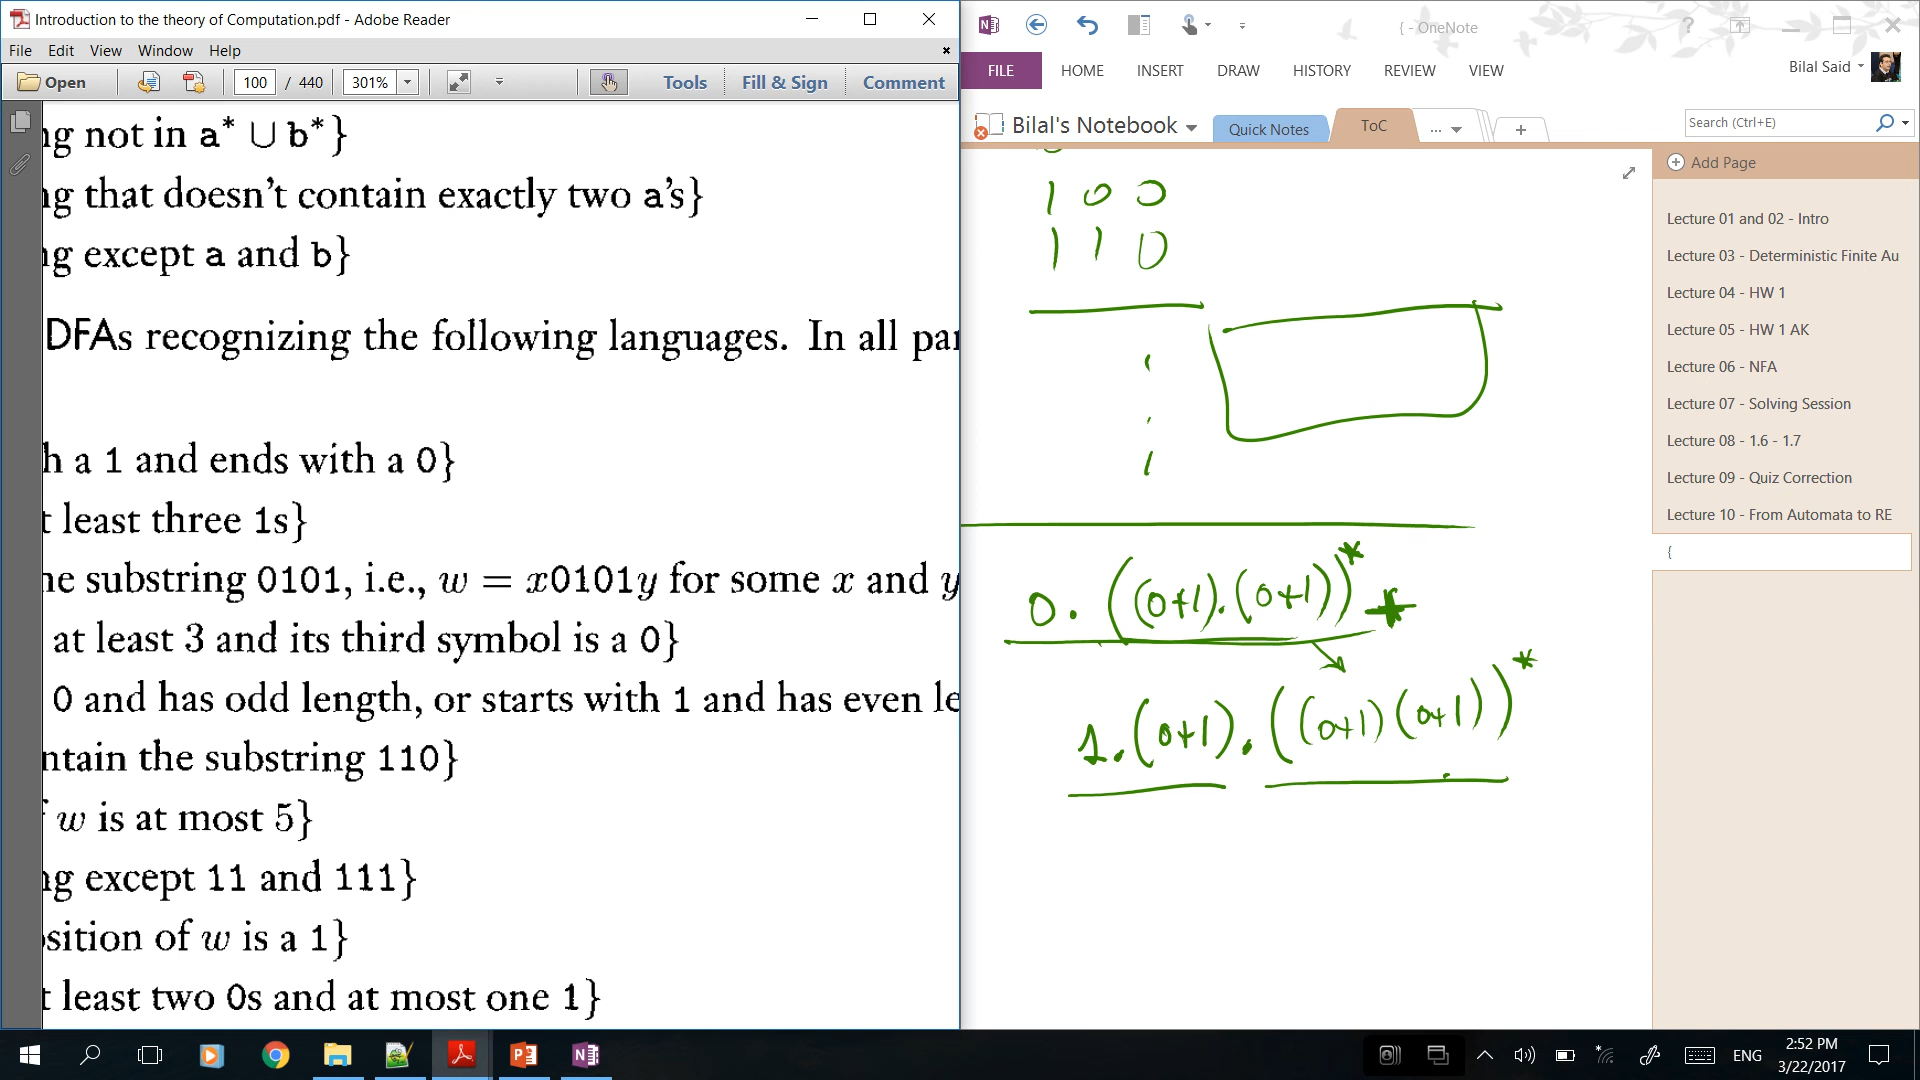 Introduction to the theory of Computation.pdf - Adobe Reader
File Edit View Window Help
Open 100 / 440 301% Tools Fill & Sign Comment
ng not in a* ∪ b*}
ng that doesn't contain exactly two a's}
ng except a and b}
DFAs recognizing the following languages. In all par
h a 1 and ends with a 0}
t least three 1s}
he substring 0101, i.e., w = x0101y for some x and y
at least 3 and its third symbol is a 0}
0 and has odd length, or starts with 1 and has even le
ntain the substring 110}
w is at most 5}
ng except 11 and 111}
osition of w is a 1}
t least two 0s and at most one 1}
{ - OneNote
FILE HOME INSERT DRAW HISTORY REVIEW VIEW
Bilal Said
Bilal's Notebook Quick Notes ToC ... +
Search (Ctrl+E)
1 0 0
1 1 0
0.((0+1).(0+1))* +
1.(0+1).((0+1)(0+1))*
Add Page
Lecture 01 and 02 - Intro
Lecture 03 - Deterministic Finite Au
Lecture 04 - HW 1
Lecture 05 - HW 1 AK
Lecture 06 - NFA
Lecture 07 - Solving Session
Lecture 08 - 1.6 - 1.7
Lecture 09 - Quiz Correction
Lecture 10 - From Automata to RE
{
ENG
2:52 PM
3/22/2017